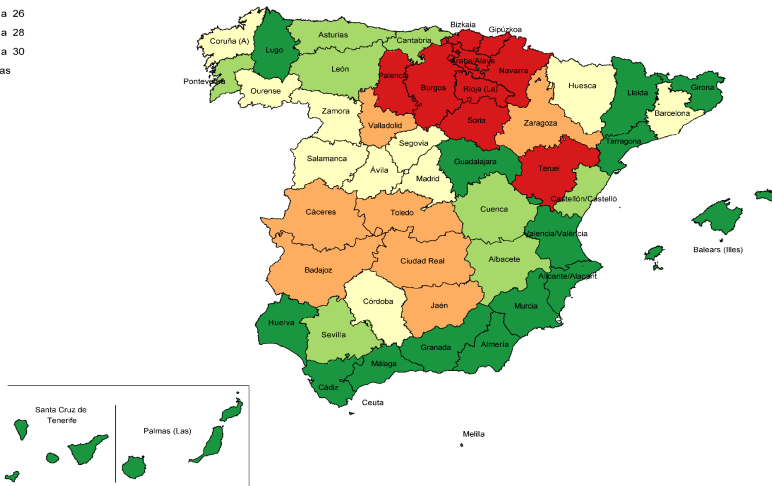 a 26
a 28
a 30
as
Bizkaia
Gipúzkoa
Coruña (A)
Lugo
Asturias
Cantabria
Araba/Álava
Navarra
Pontevedra
Ourense
León
Palencia
Burgos
Rioja (La)
Huesca
Lleida
Girona
Barcelona
Zamora
Valladolid
Soria
Zaragoza
Tarragona
Segovia
Salamanca
Ávila
Madrid
Guadalajara
Teruel
Castellón/Castelló
Cáceres
Toledo
Cuenca
Valencia/València
Balears (Illes)
Badajoz
Ciudad Real
Albacete
Alicante/Alacant
Córdoba
Jaén
Murcia
Huelva
Sevilla
Granada
Almería
Málaga
Cádiz
Ceuta
Melilla
Santa Cruz de
Tenerife
Palmas (Las)